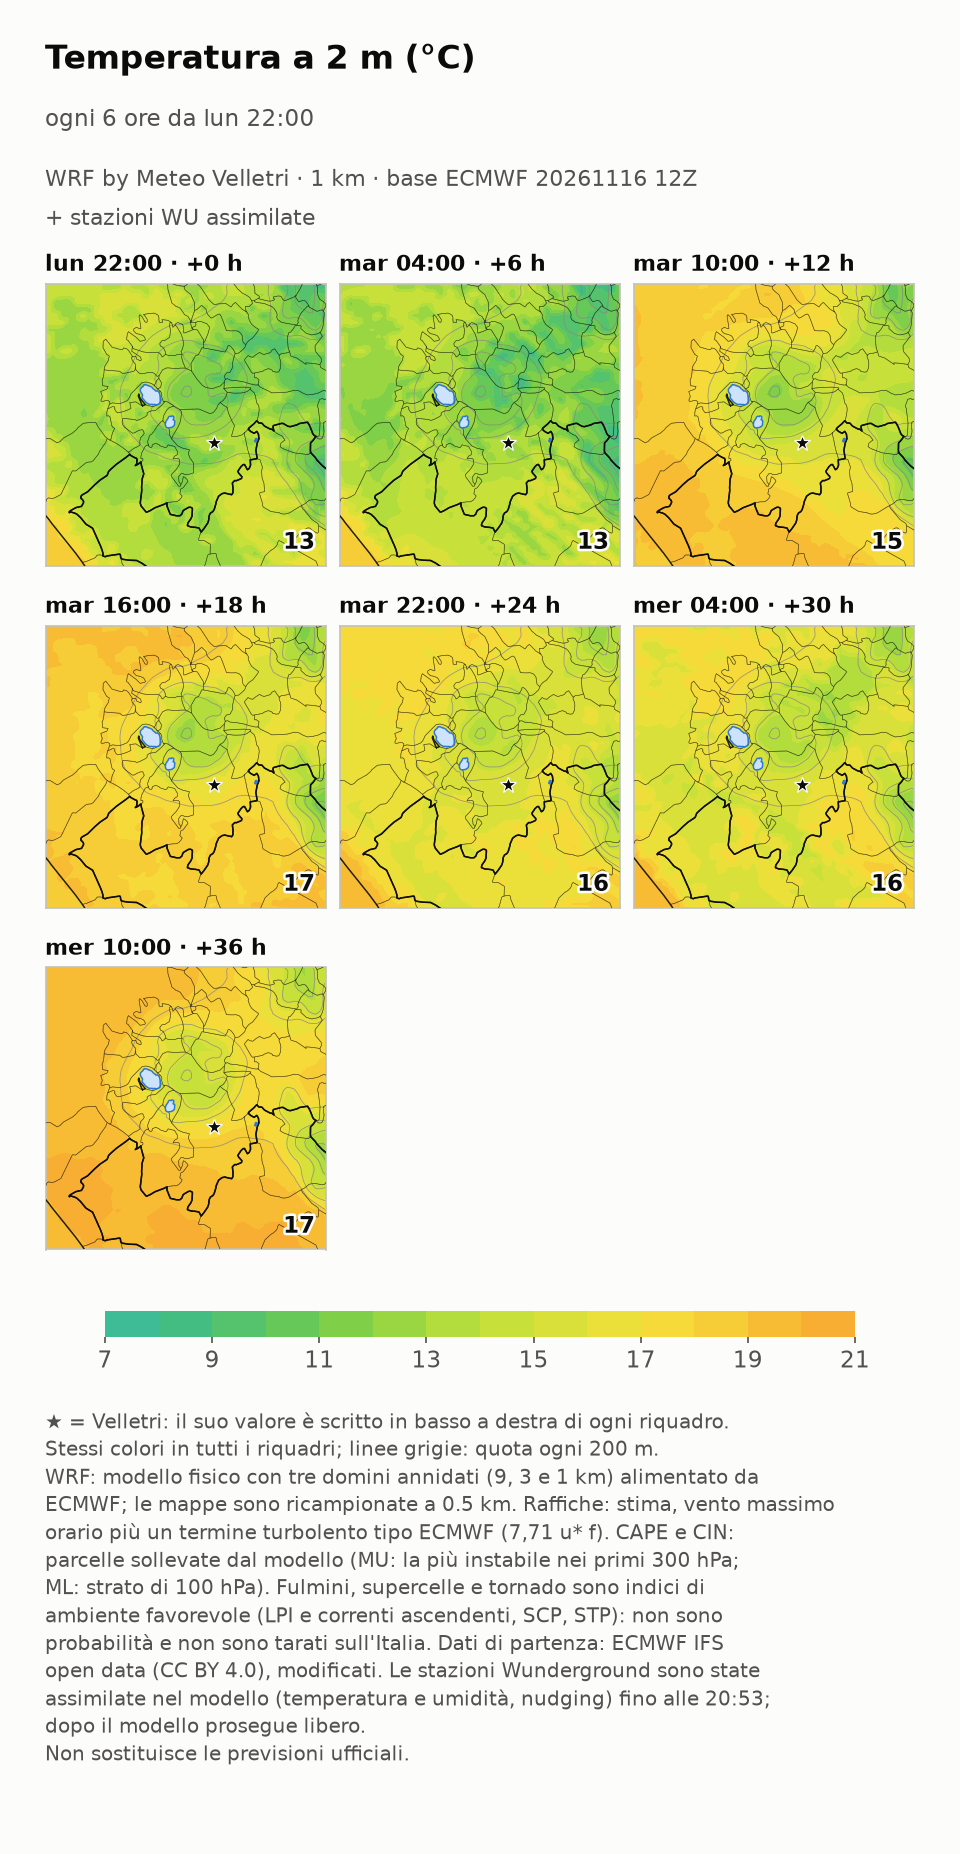 Temperatura a 2 m (°C)
ogni 6 ore da lun 22:00
WRF by Meteo Velletri · 1 km · base ECMWF 20261116 12Z
+ stazioni WU assimilate
lun 22:00 · +0 h
mar 04:00 · +6 h
mar 10:00 · +12 h
13
13
15
mar 16:00 · +18 h
mar 22:00 · +24 h
mer 04:00 · +30 h
17
16
16
mer 10:00 · +36 h
17
7 9 11 13 15 17 19 21
★ = Velletri: il suo valore è scritto in basso a destra di ogni riquadro.
Stessi colori in tutti i riquadri; linee grigie: quota ogni 200 m.
WRF: modello fisico con tre domini annidati (9, 3 e 1 km) alimentato da
ECMWF; le mappe sono ricampionate a 0.5 km. Raffiche: stima, vento massimo
orario più un termine turbolento tipo ECMWF (7,71 u* f). CAPE e CIN:
parcelle sollevate dal modello (MU: la più instabile nei primi 300 hPa;
ML: strato di 100 hPa). Fulmini, supercelle e tornado sono indici di
ambiente favorevole (LPI e correnti ascendenti, SCP, STP): non sono
probabilità e non sono tarati sull'Italia. Dati di partenza: ECMWF IFS
open data (CC BY 4.0), modificati. Le stazioni Wunderground sono state
assimilate nel modello (temperatura e umidità, nudging) fino alle 20:53;
dopo il modello prosegue libero.
Non sostituisce le previsioni ufficiali.